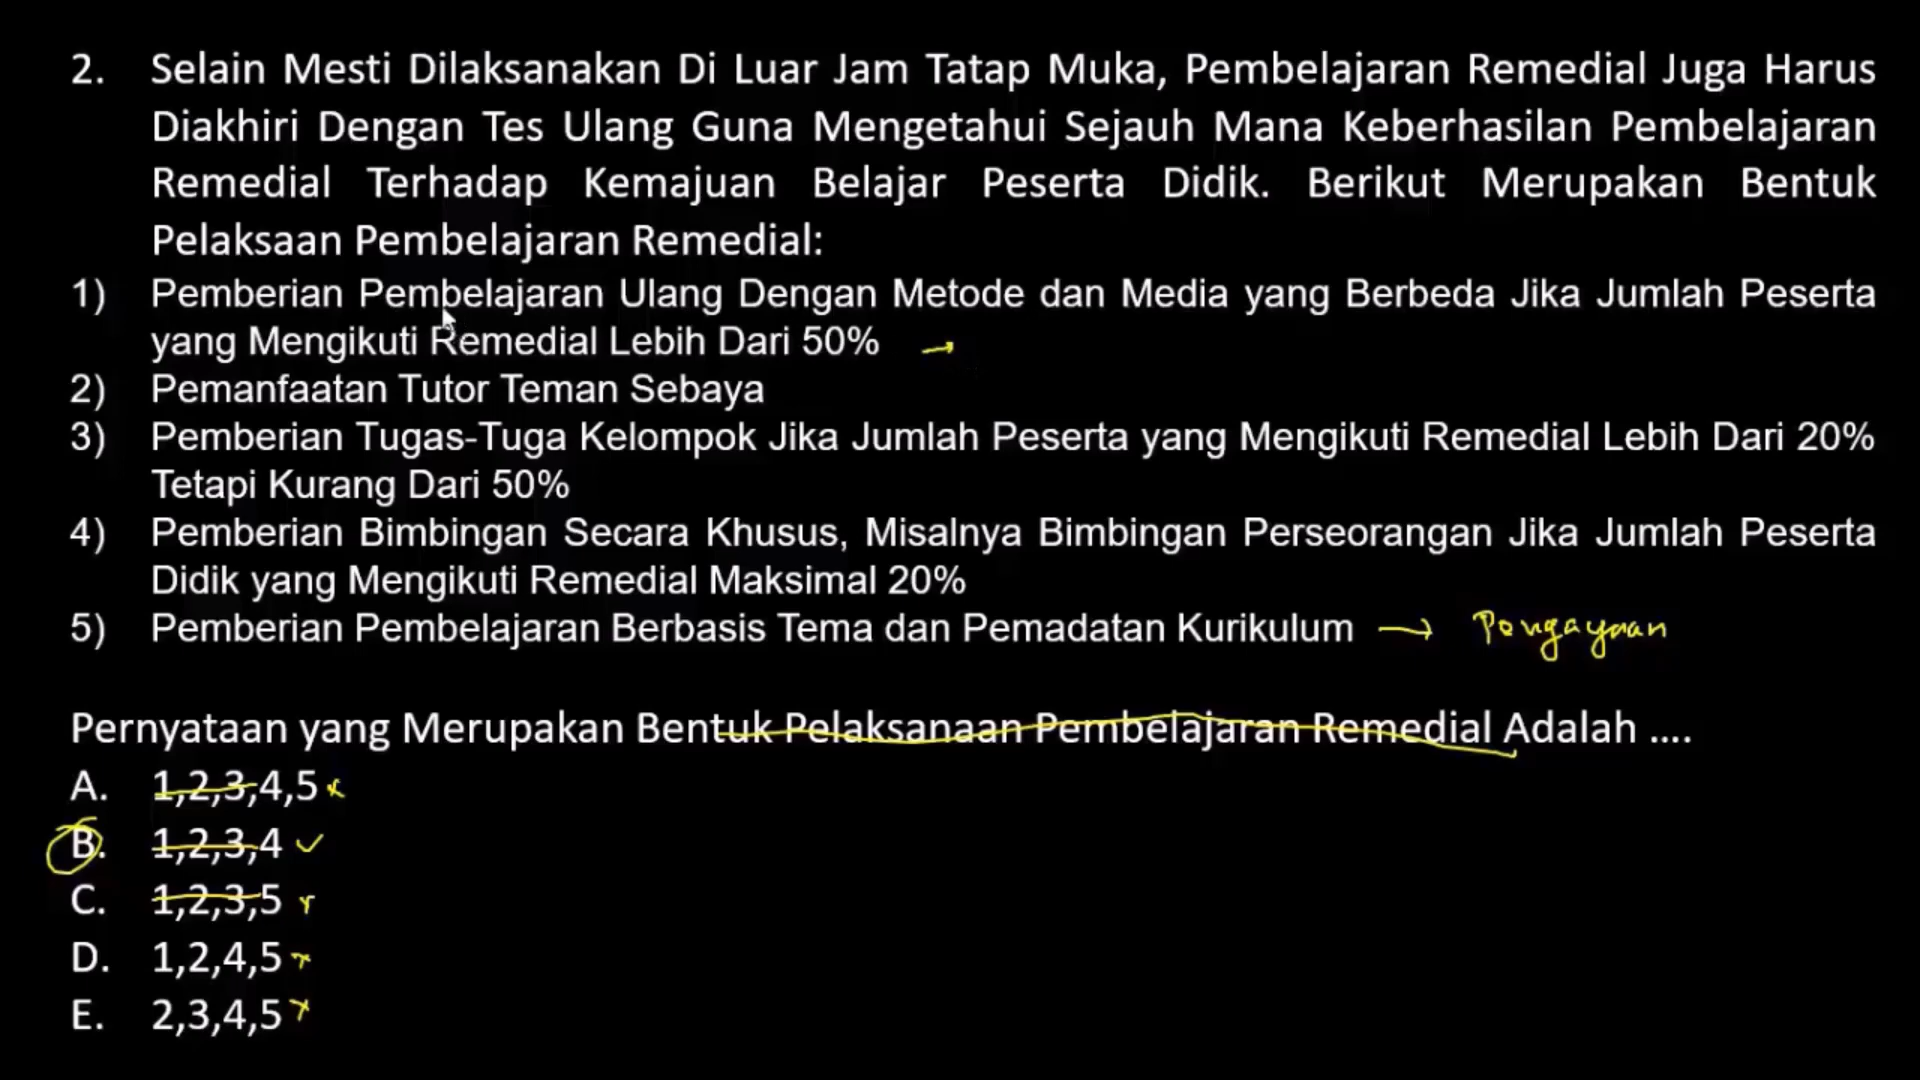 2. Selain Mesti Dilaksanakan Di Luar Jam Tatap Muka, Pembelajaran Remedial Juga Harus
Diakhiri Dengan Tes Ulang Guna Mengetahui Sejauh Mana Keberhasilan Pembelajaran
Remedial Terhadap Kemajuan Belajar Peserta Didik. Berikut Merupakan Bentuk
Pelaksaan Pembelajaran Remedial:
1) Pemberian Pembelajaran Ulang Dengan Metode dan Media yang Berbeda Jika Jumlah Peserta
yang Mengikuti Remedial Lebih Dari 50% →
2) Pemanfaatan Tutor Teman Sebaya
3) Pemberian Tugas-Tuga Kelompok Jika Jumlah Peserta yang Mengikuti Remedial Lebih Dari 20%
Tetapi Kurang Dari 50%
4) Pemberian Bimbingan Secara Khusus, Misalnya Bimbingan Perseorangan Jika Jumlah Peserta
Didik yang Mengikuti Remedial Maksimal 20%
5) Pemberian Pembelajaran Berbasis Tema dan Pemadatan Kurikulum → Pengayaan
Pernyataan yang Merupakan Bentuk Pelaksanaan Pembelajaran Remedial Adalah ....
A. 1,2,3,4,5 x
B. 1,2,3,4 ✓
C. 1,2,3,5 x
D. 1,2,4,5 x
E. 2,3,4,5 x